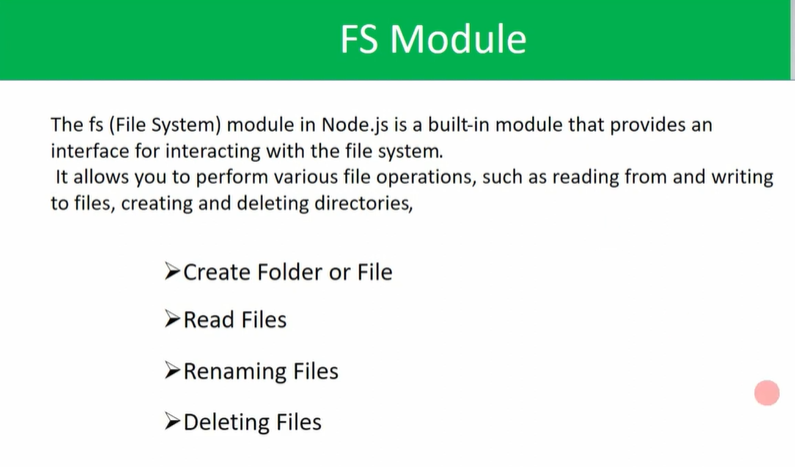 FS Module
The fs (File System) module in Node.js is a built-in module that provides an
interface for interacting with the file system.
It allows you to perform various file operations, such as reading from and writing
to files, creating and deleting directories,
➢Create Folder or File
➢Read Files
➢Renaming Files
➢Deleting Files